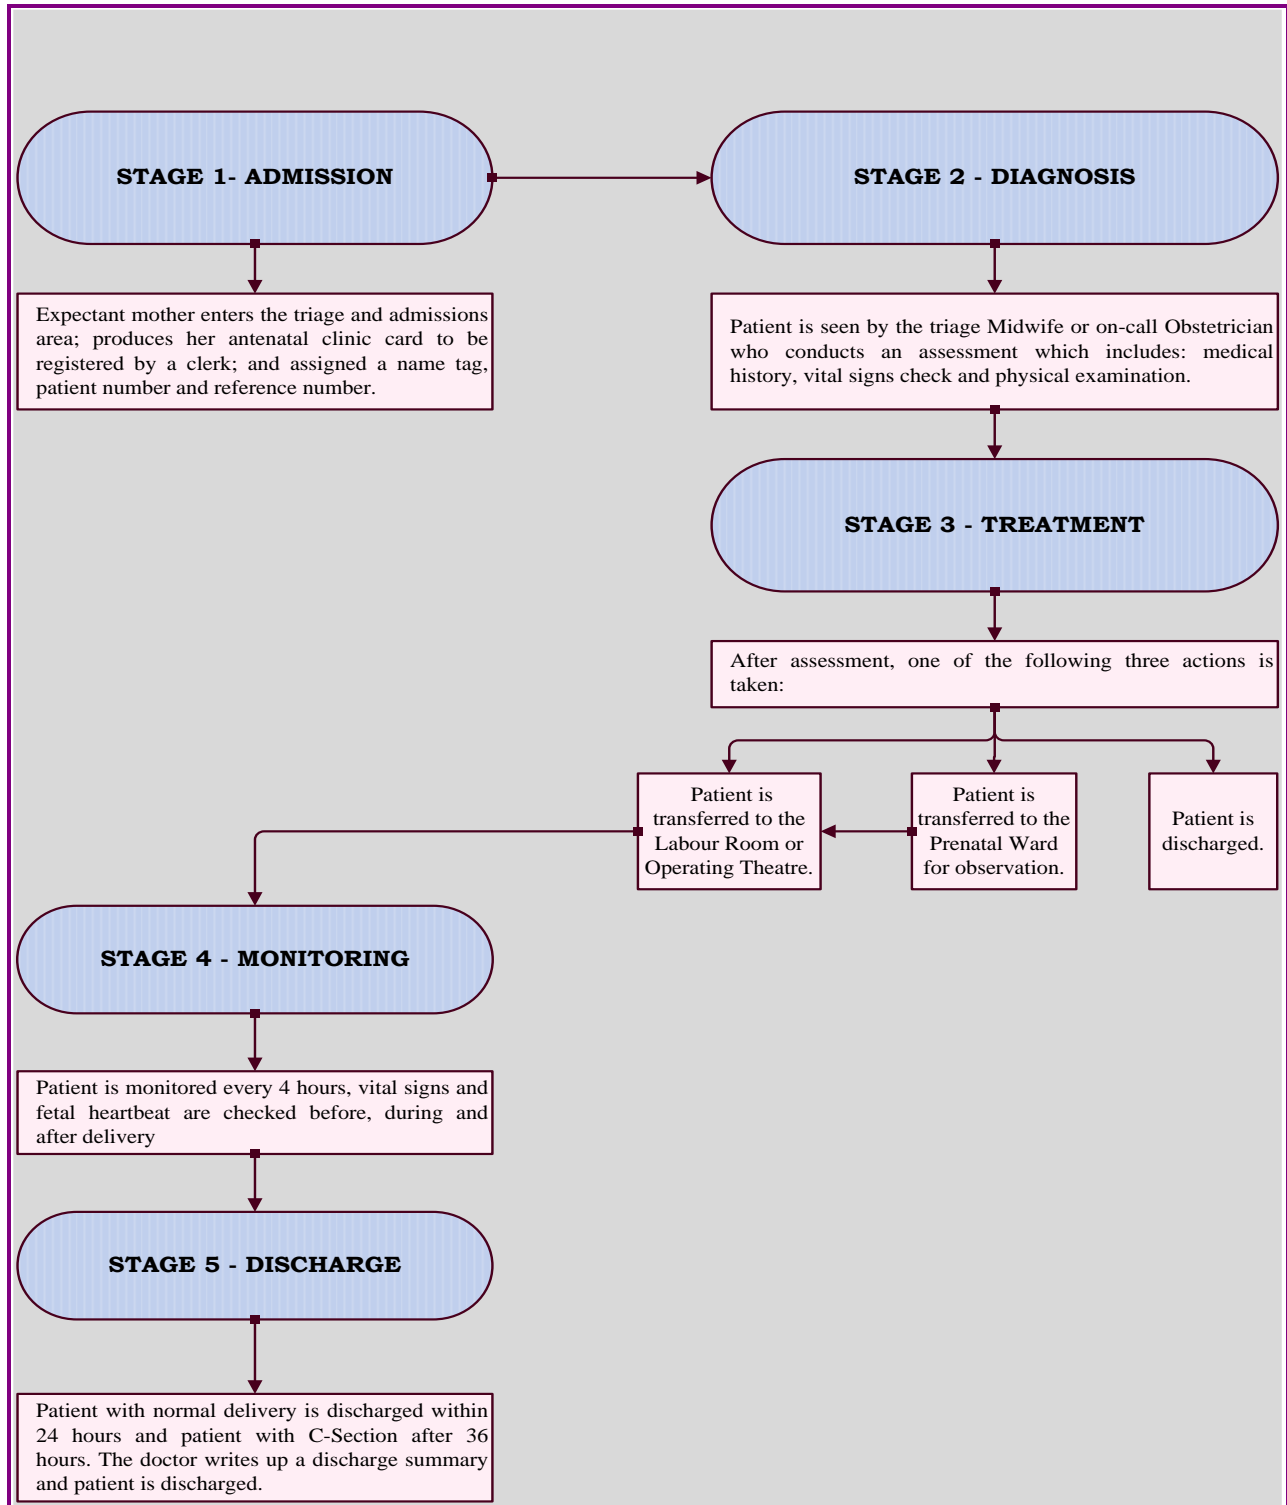 STAGE 1- ADMISSION
STAGE 2 - DIAGNOSIS
Expectant mother enters the triage and admissions
area; produces her antenatal clinic card to be
registered by a clerk; and assigned a name tag,
patient number and reference number.
Patient is seen by the triage Midwife or on-call Obstetrician
who conducts an assessment which includes: medical
history, vital signs check and physical examination.
STAGE 3 - TREATMENT
After assessment, one of the following three actions is
taken:
Patient is
transferred to the
Labour Room or
Operating Theatre.
Patient is
transferred to the
Prenatal Ward
for observation.
Patient is
discharged.
STAGE 4 - MONITORING
Patient is monitored every 4 hours, vital signs and
fetal heartbeat are checked before, during and
after delivery
STAGE 5 - DISCHARGE
Patient with normal delivery is discharged within
24 hours and patient with C-Section after 36
hours. The doctor writes up a discharge summary
and patient is discharged.